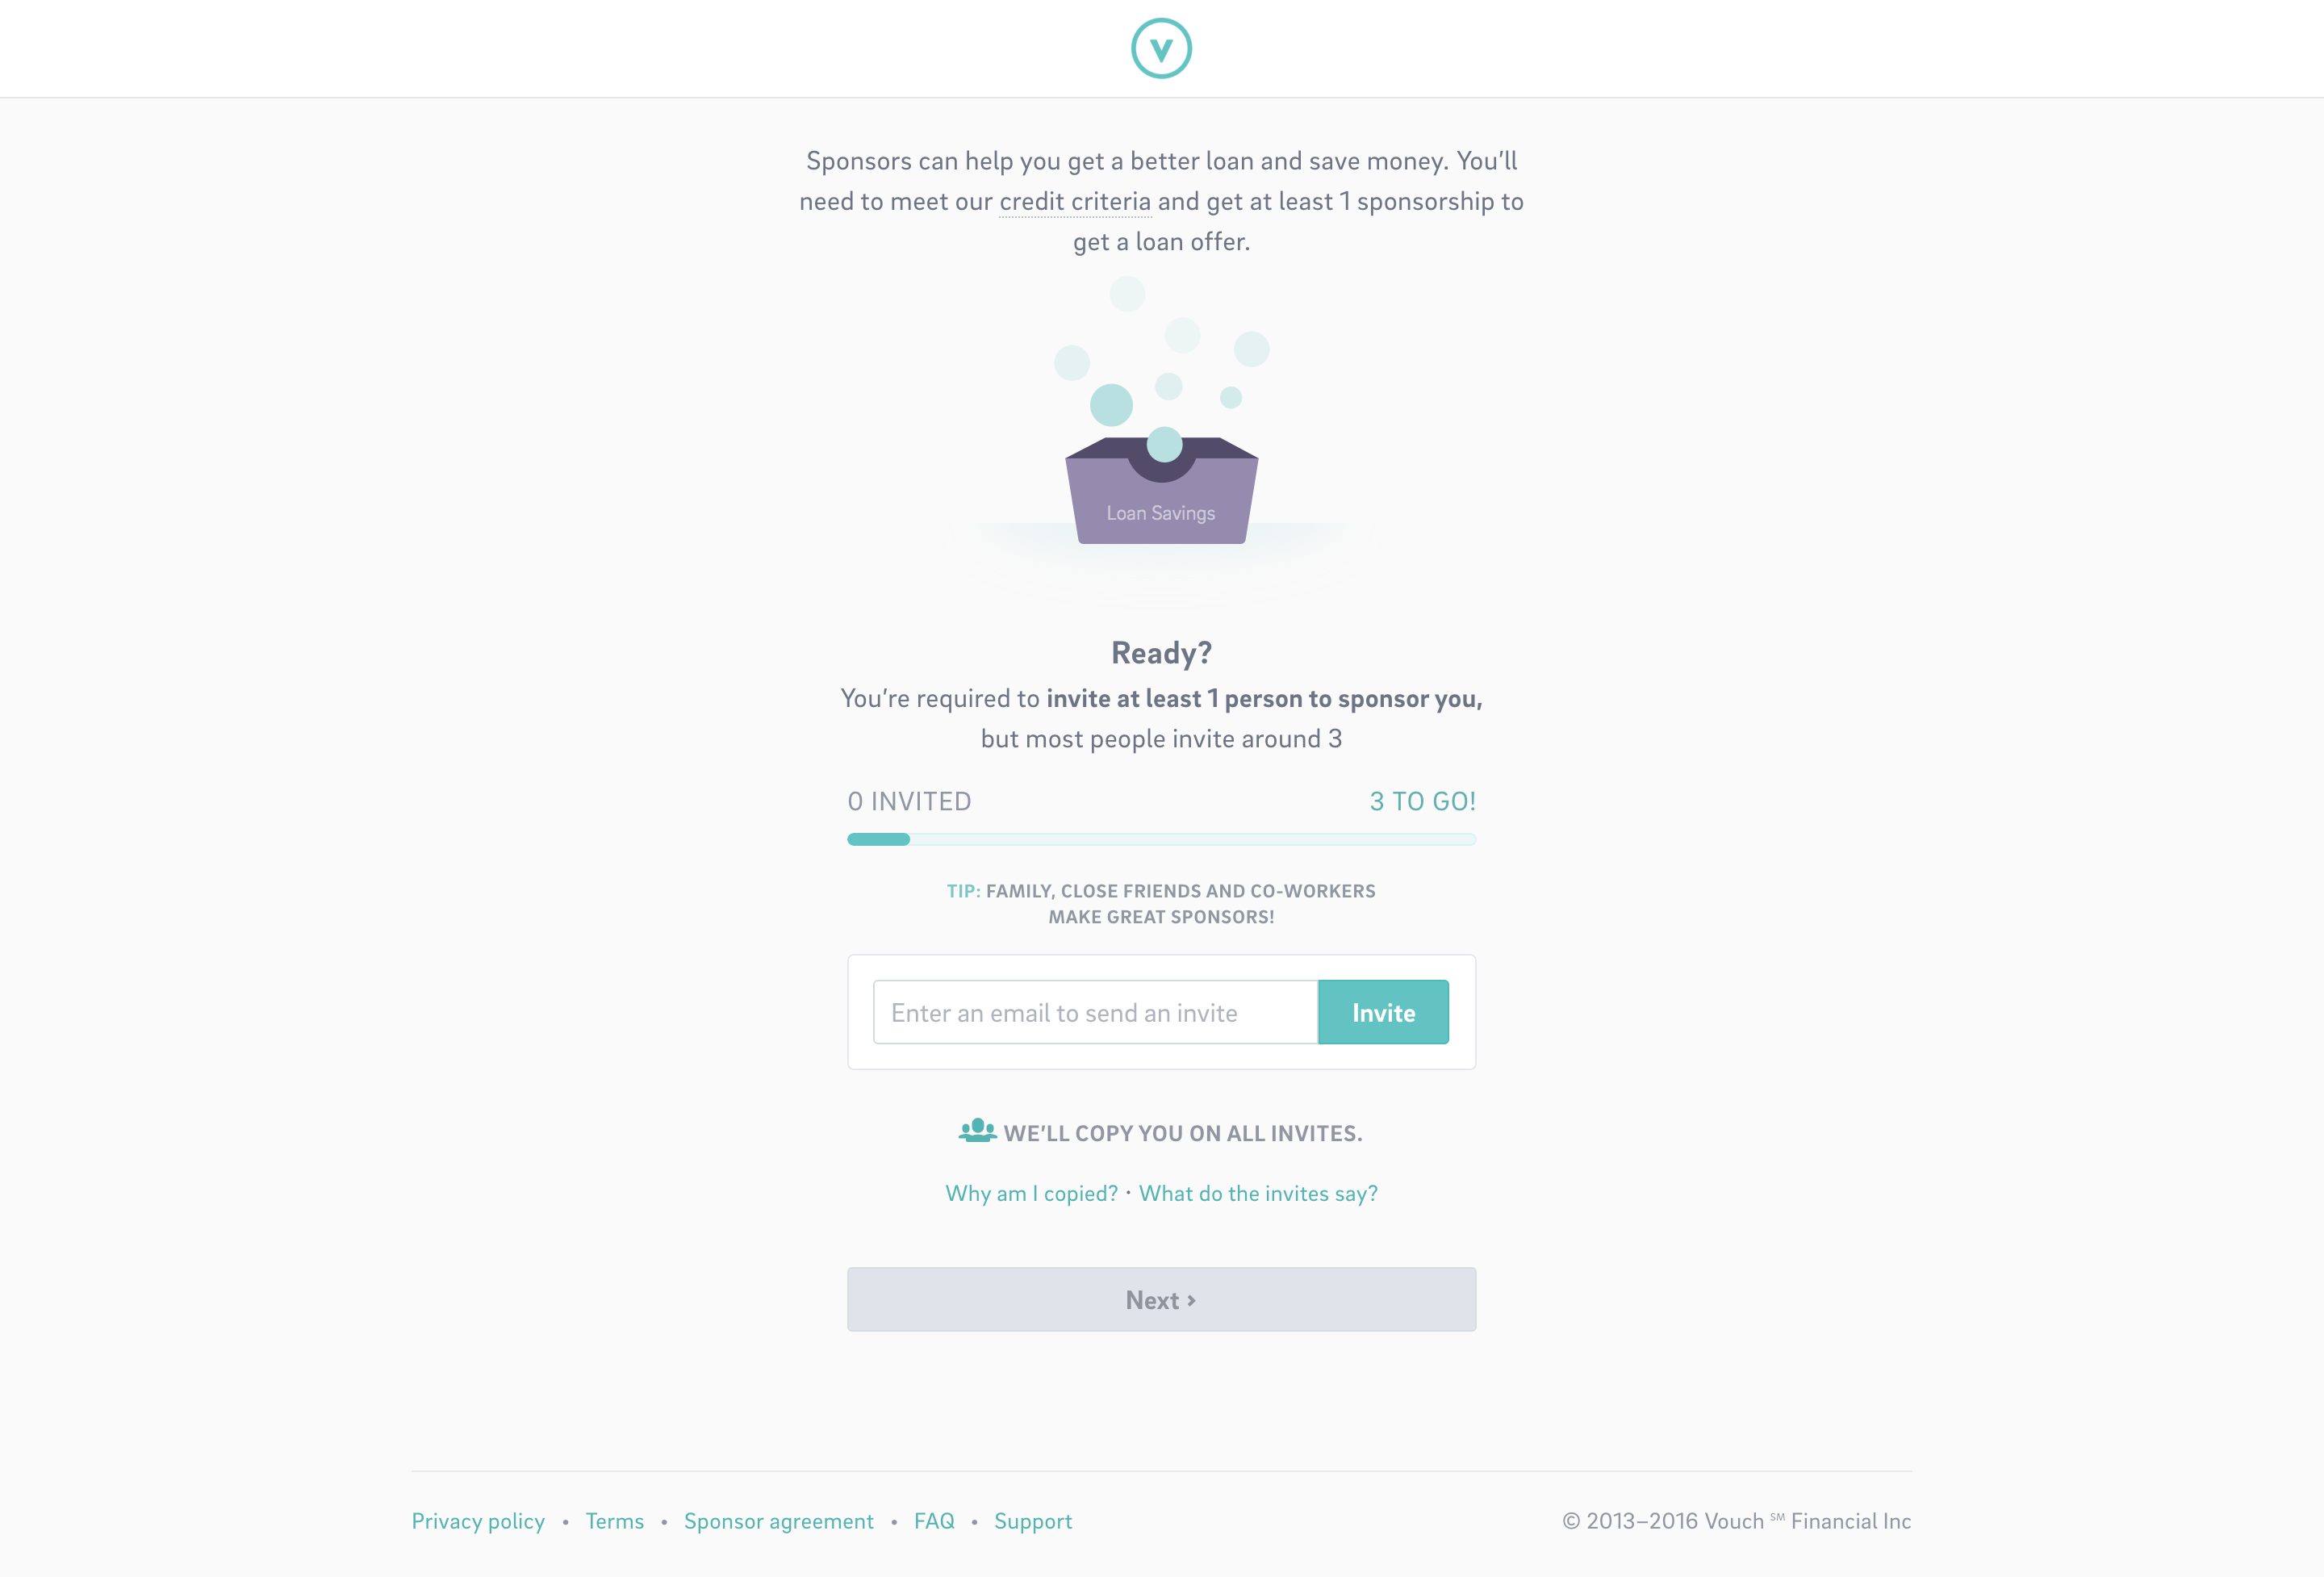 v
Sponsors can help you get a better loan and save money. You’ll
need to meet our credit criteria and get at least 1 sponsorship to
get a loan offer.
Loan Savings
Ready?
You’re required to invite at least 1 person to sponsor you,
but most people invite around 3
0 INVITED
3 TO GO!
TIP: FAMILY, CLOSE FRIENDS AND CO-WORKERS
MAKE GREAT SPONSORS!
Enter an email to send an invite
Invite
WE’LL COPY YOU ON ALL INVITES.
Why am I copied? · What do the invites say?
Next ›
Privacy policy • Terms • Sponsor agreement • FAQ • Support
© 2013–2016 Vouch ℠ Financial Inc